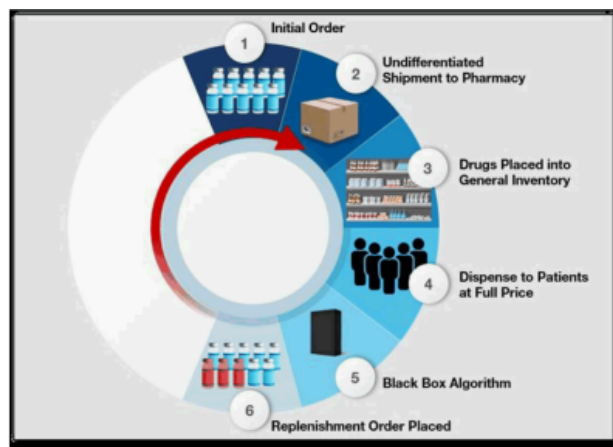 1
Initial Order
2
Undifferentiated
Shipment to Pharmacy
3
Drugs Placed into
General Inventory
4
Dispense to Patients
at Full Price
5
Black Box Algorithm
6
Replenishment Order Placed